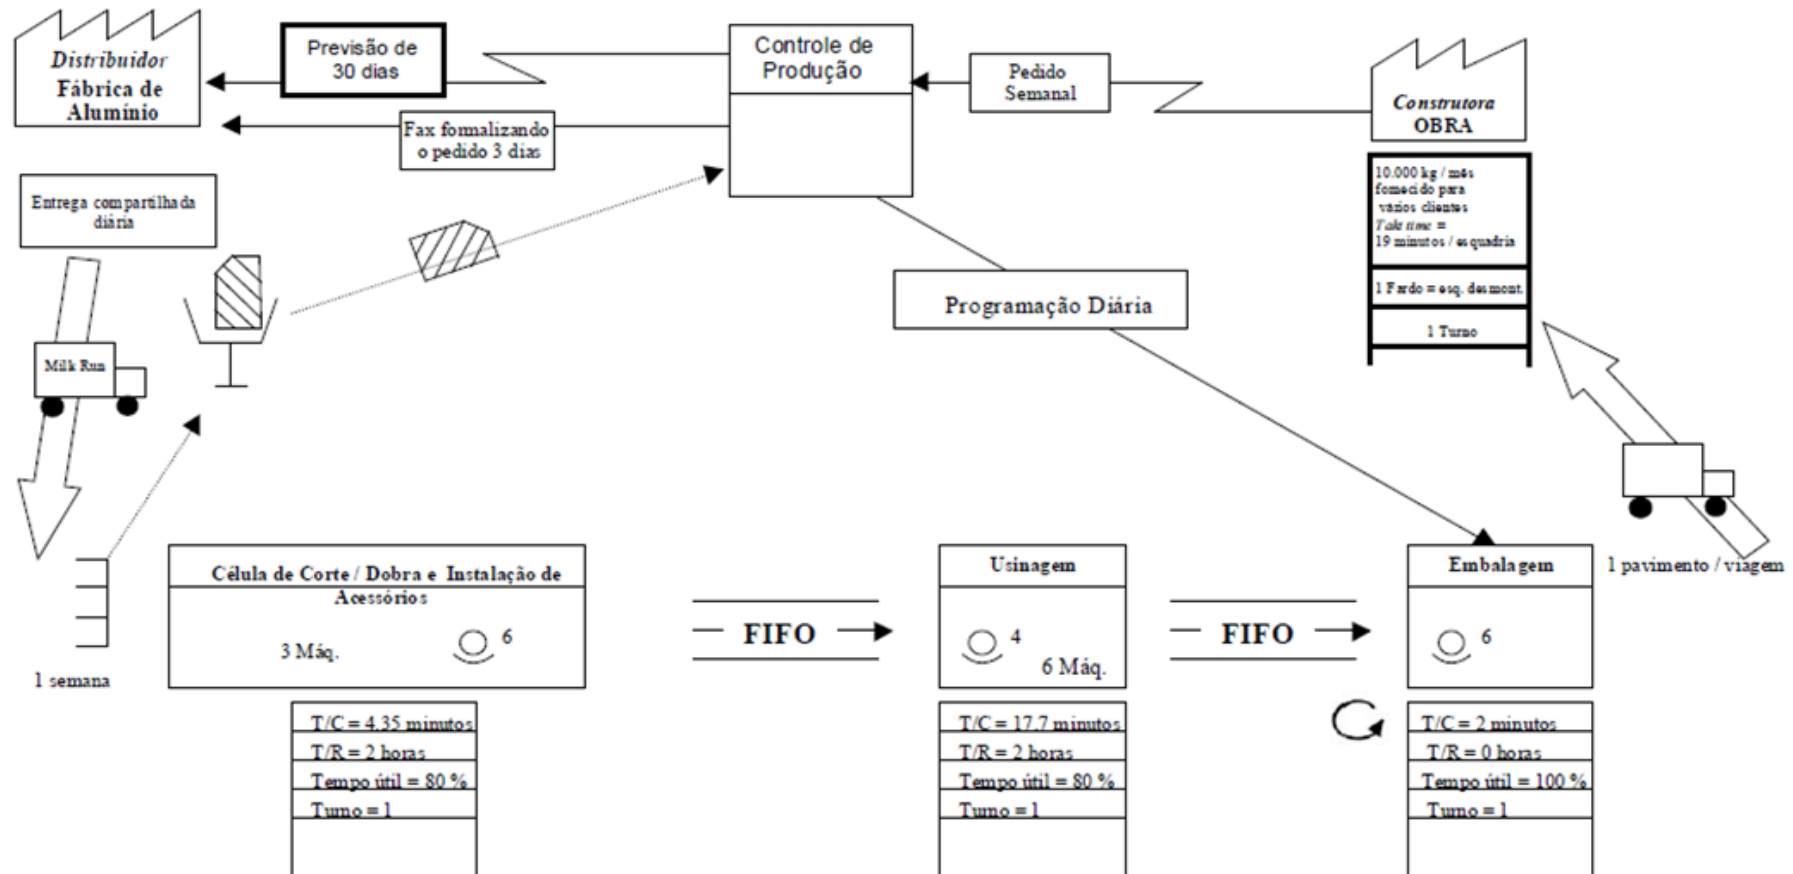 Distribuidor
Fábrica de
Alumínio
Previsão de
30 dias
Fax formalizando
o pedido 3 dias
Controle de
Produção
Pedido
Semanal
Construtora
OBRA
10.000 kg / mês
fornecido para
vários clientes
Takt time =
19 minutos / esquadria
1 Fardo = esq. desmont.
1 Turno
Entrega compartilhada
diária
Milk Run
Programação Diária
1 pavimento / viagem
1 semana
Célula de Corte / Dobra e Instalação de
Acessórios
3 Máq.
6
FIFO
Usinagem
4
6 Máq.
FIFO
Embalagem
6
T/C = 4.35 minutos
T/R = 2 horas
Tempo útil = 80 %
Turno = 1
T/C = 17.7 minutos
T/R = 2 horas
Tempo útil = 80 %
Turno = 1
T/C = 2 minutos
T/R = 0 horas
Tempo útil = 100 %
Turno = 1